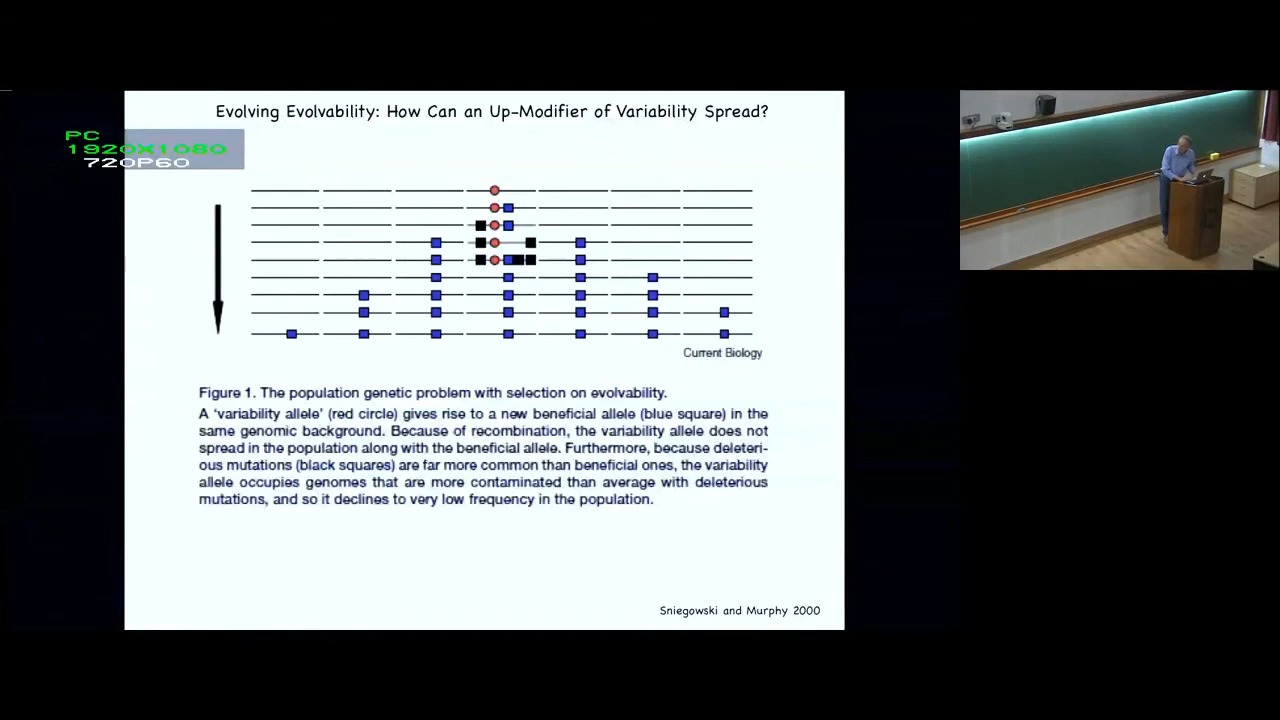 Evolving Evolvability: How Can an Up-Modifier of Variability Spread?
PC
1920X1080
720P60
Current Biology
Figure 1. The population genetic problem with selection on evolvability.
A 'variability allele' (red circle) gives rise to a new beneficial allele (blue square) in the
same genomic background. Because of recombination, the variability allele does not
spread in the population along with the beneficial allele. Furthermore, because deleteri-
ous mutations (black squares) are far more common than beneficial ones, the variability
allele occupies genomes that are more contaminated than average with deleterious
mutations, and so it declines to very low frequency in the population.
Sniegowski and Murphy 2000